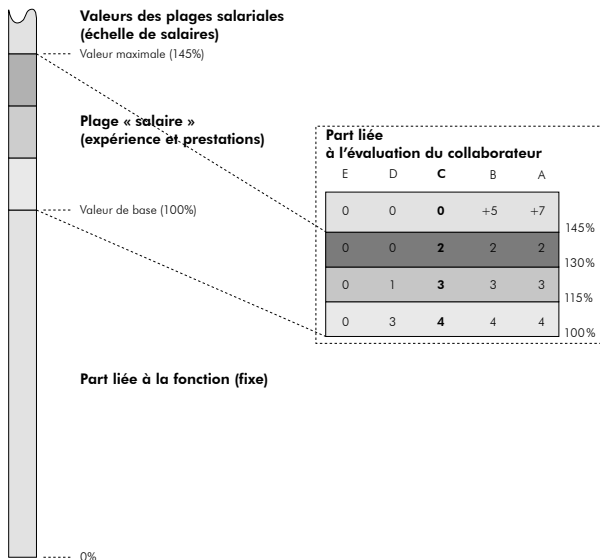 Valeurs des plages salariales
(échelle de salaires)
Valeur maximale (145%)
Plage « salaire »
(expérience et prestations)
Valeur de base (100%)
Part liée à la fonction (fixe)
0%
Part liée
à l’évaluation du collaborateur
E D C B A
0 0 0 +5 +7
145%
0 0 2 2 2
130%
0 1 3 3 3
115%
0 3 4 4 4
100%